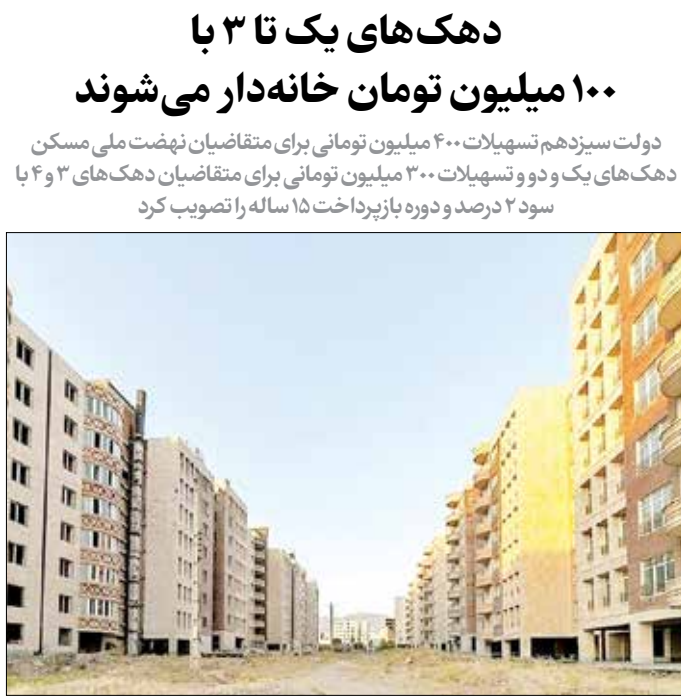 دهک‌های یک تا ۳ با
۱۰۰ میلیون تومان خانه‌دار می‌شوند
دولت سیزدهم تسهیلات ۴۰۰ میلیون تومانی برای متقاضیان نهضت ملی مسکن
دهک‌های یک و دو و تسهیلات ۳۰۰ میلیون تومانی برای متقاضیان دهک‌های ۳ و ۴ با
سود ۲ درصد و دوره بازپرداخت ۱۵ ساله را تصویب کرد